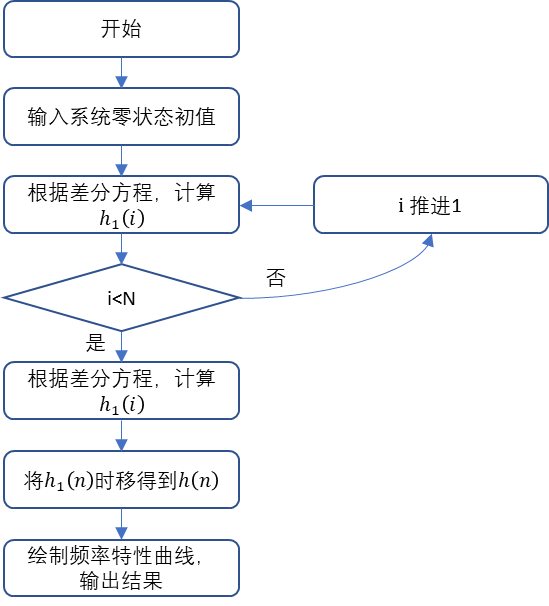 开始
输入系统零状态初值
根据差分方程，计算
h₁(i)
i 推进1
i<N
否
是
根据差分方程，计算
h₁(i)
将h₁(n)时移得到h(n)
绘制频率特性曲线，
输出结果